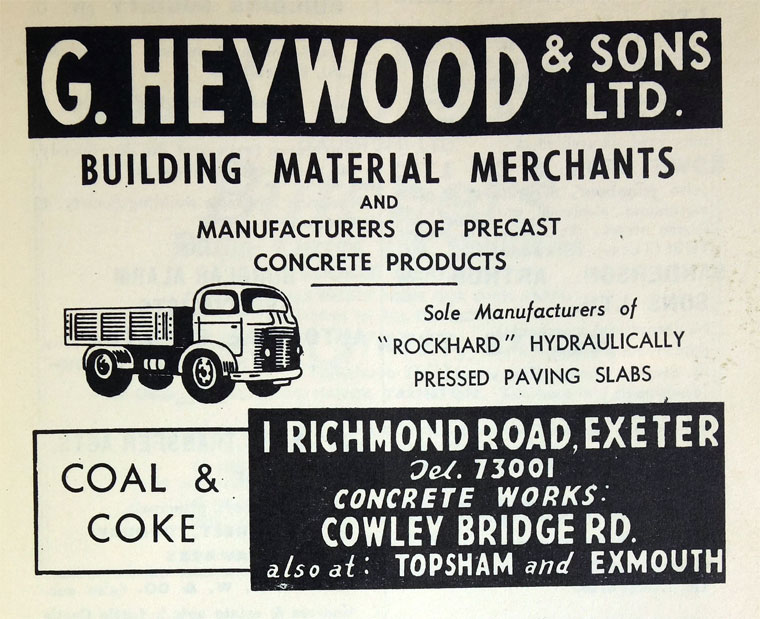 G. HEYWOOD & SONS LTD.
BUILDING MATERIAL MERCHANTS
AND
MANUFACTURERS OF PRECAST
CONCRETE PRODUCTS
Sole Manufacturers of
"ROCKHARD" HYDRAULICALLY
PRESSED PAVING SLABS
COAL &
COKE
1 RICHMOND ROAD, EXETER
Tel. 73001
CONCRETE WORKS:
COWLEY BRIDGE RD.
also at: TOPSHAM and EXMOUTH